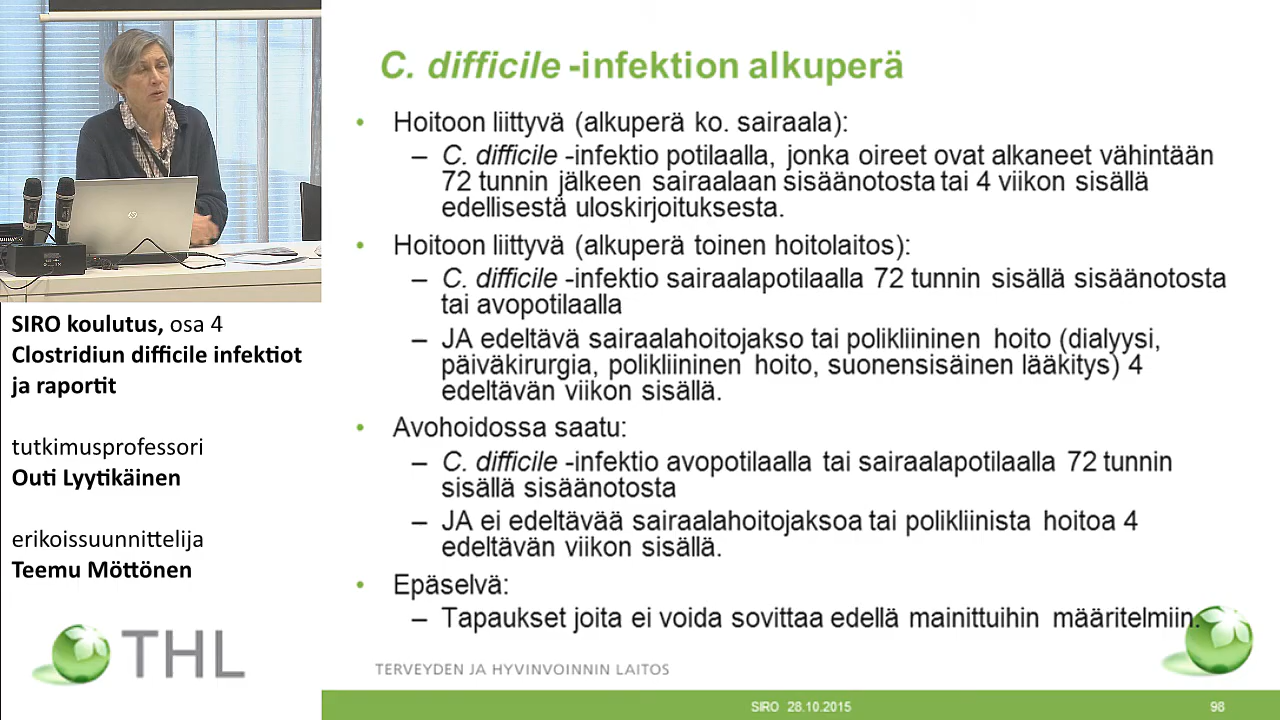 C. difficile -infektion alkuperä
• Hoitoon liittyvä (alkuperä ko. sairaala):
– C. difficile -infektio potilaalla, jonka oireet ovat alkaneet vähintään
72 tunnin jälkeen sairaalaan sisäänotosta tai 4 viikon sisällä
edellisestä uloskirjoituksesta.
• Hoitoon liittyvä (alkuperä toinen hoitolaitos):
– C. difficile -infektio sairaalapotilaalla 72 tunnin sisällä sisäänotosta
tai avopotilaalla
– JA edeltävä sairaalahoitojakso tai polikliininen hoito (dialyysi,
päiväkirurgia, polikliininen hoito, suonensisäinen lääkitys) 4
edeltävän viikon sisällä.
• Avohoidossa saatu:
– C. difficile -infektio avopotilaalla tai sairaalapotilaalla 72 tunnin
sisällä sisäänotosta
– JA ei edeltävää sairaalahoitojaksoa tai polikliinista hoitoa 4
edeltävän viikon sisällä.
• Epäselvä:
– Tapaukset joita ei voida sovittaa edellä mainittuihin määritelmiin.
TERVEYDEN JA HYVINVOINNIN LAITOS
SIRO 28.10.2015
98
SIRO koulutus, osa 4
Clostridiun difficile infektiot
ja raportit
tutkimusprofessori
Outi Lyytikäinen
erikoissuunnittelija
Teemu Möttönen
THL
hp